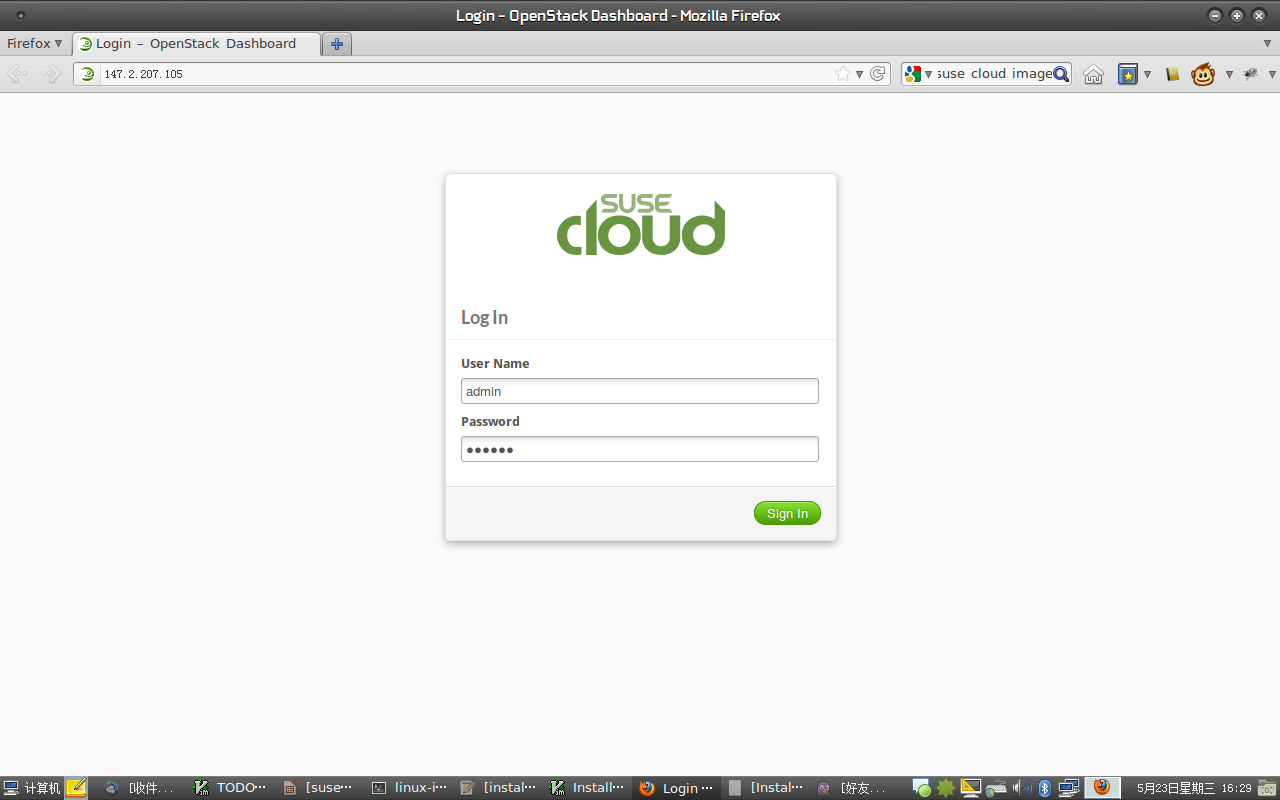 Login - OpenStack Dashboard - Mozilla Firefox
Firefox
Login - OpenStack Dashboard
147.2.207.105
suse cloud image
SUSE
cloud
Log In
User Name
admin
Password
••••••
Sign In
计算机 [收件... TODO··· [suse··· linux-i··· [instal··· Install··· Login ··· [Instal··· [好友... 5月23日星期三 16:29